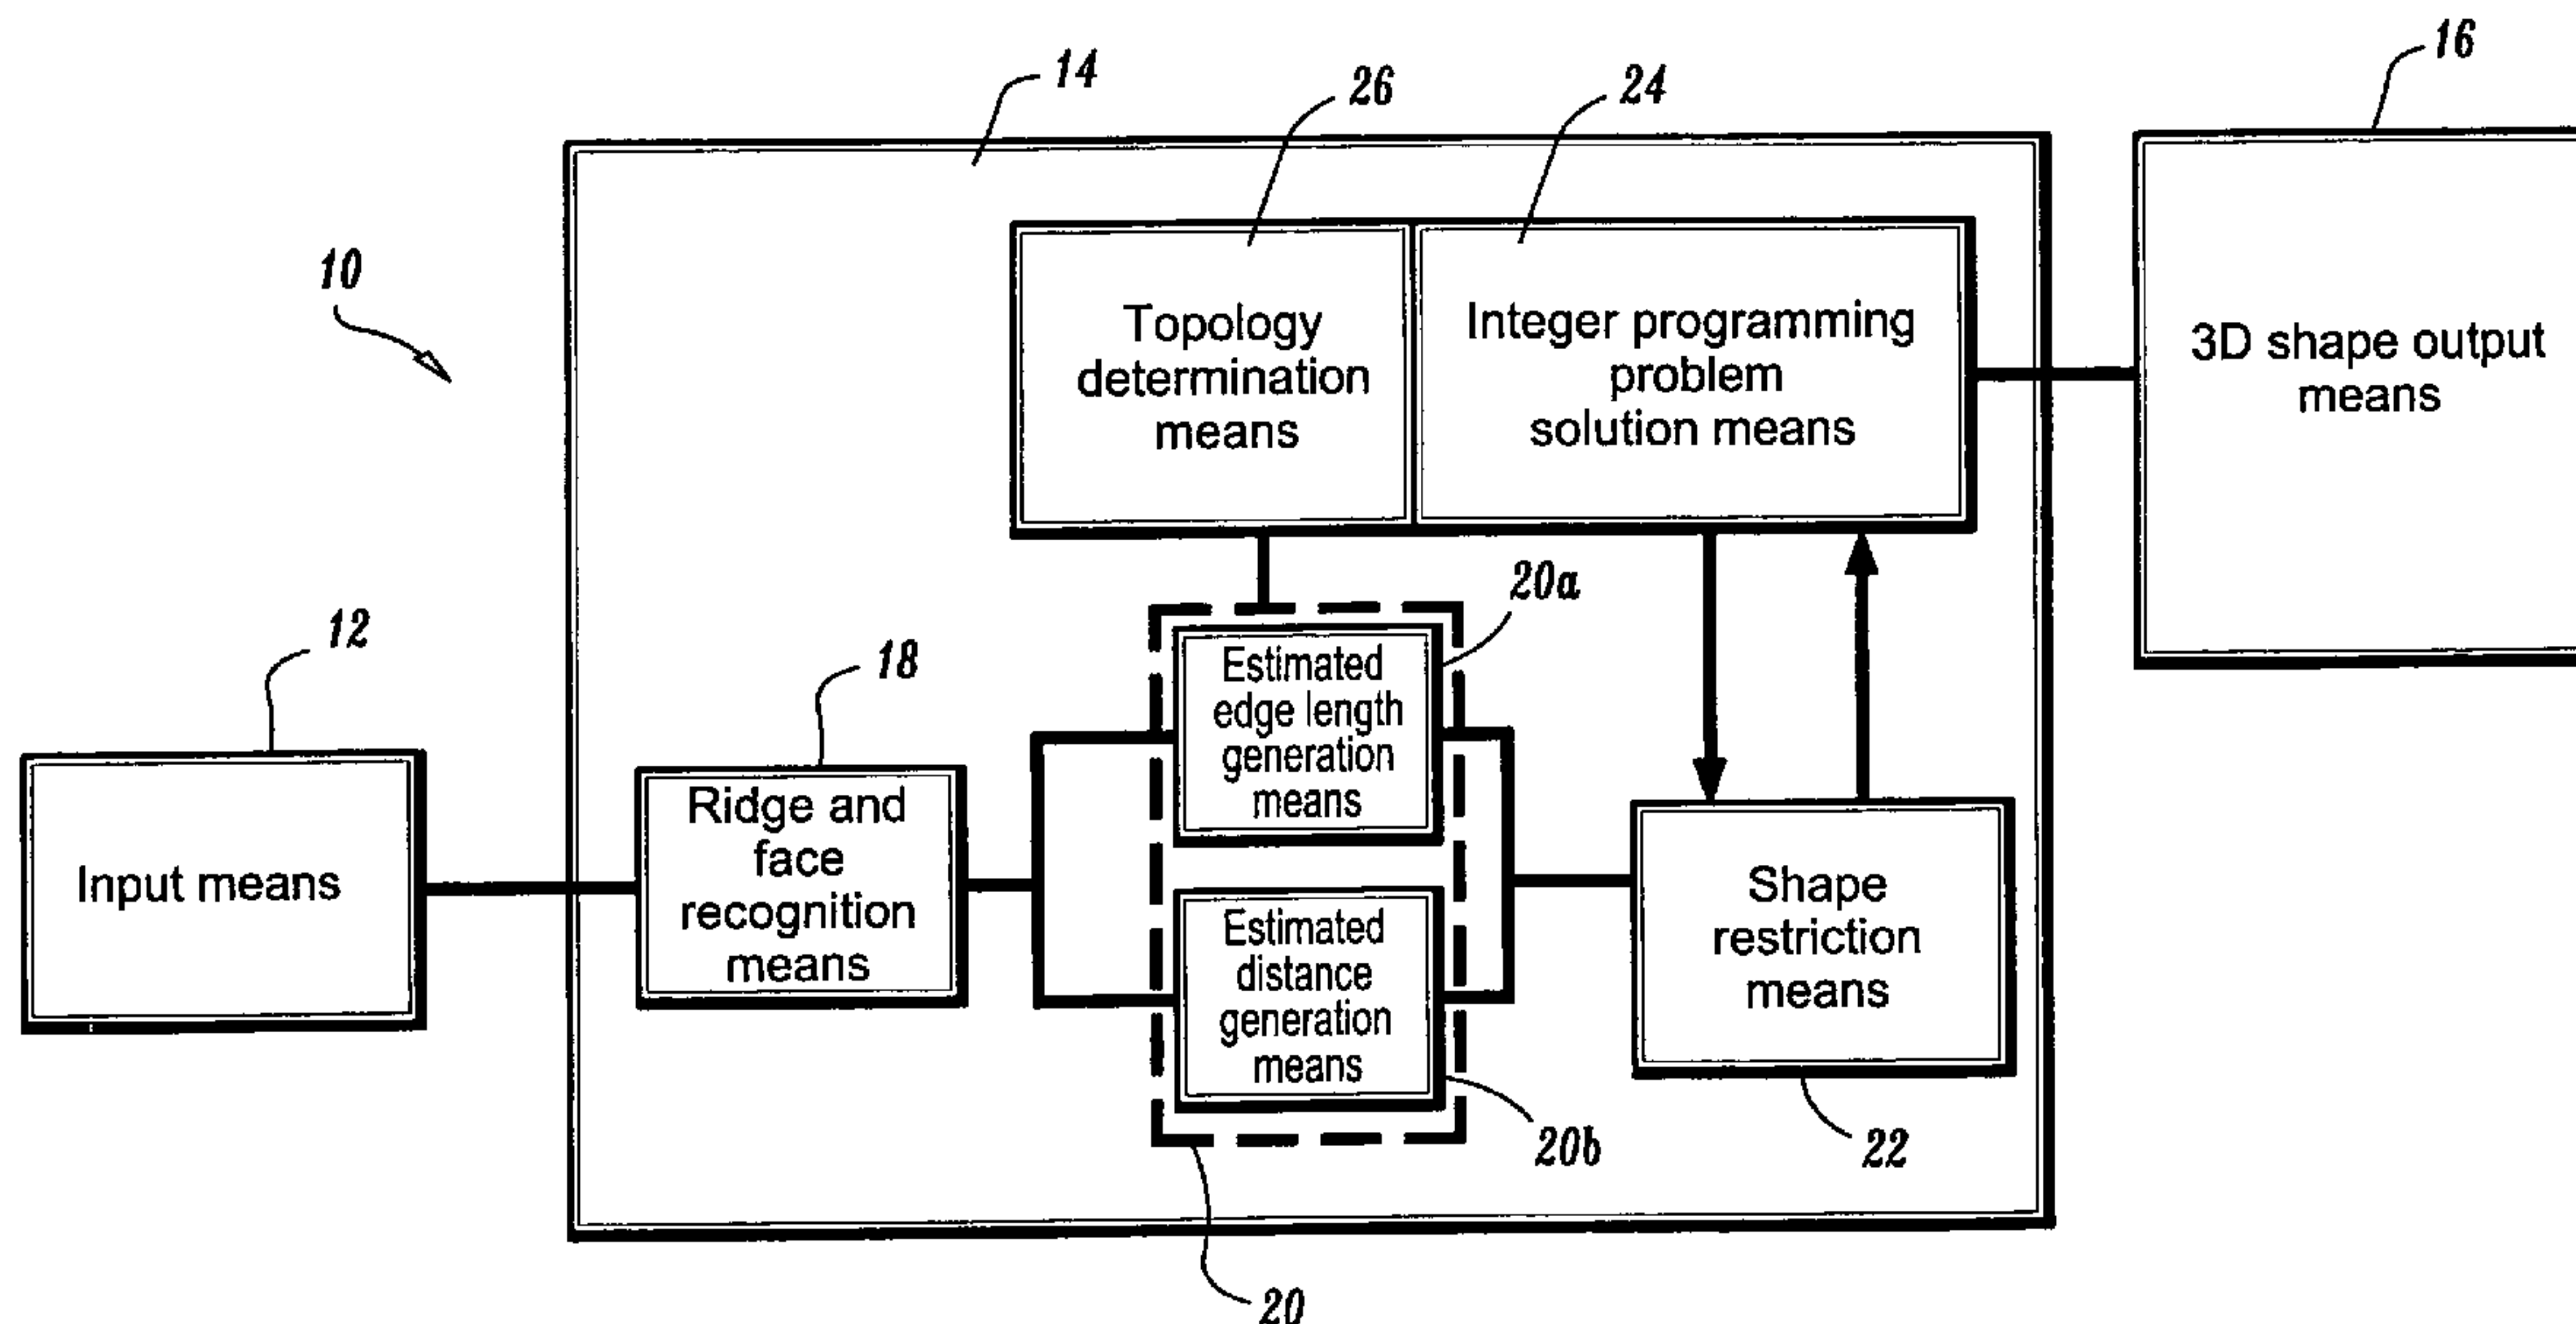 16
14
26
24
10
Topology
determination
means
Integer programming
problem
solution means
3D shape output
means
20a
12
18
Estimated
edge length
generation
means
Ridge and
face
recognition
means
Input means
Estimated
distance
generation
means
Shape
restriction
means
20b
22
20